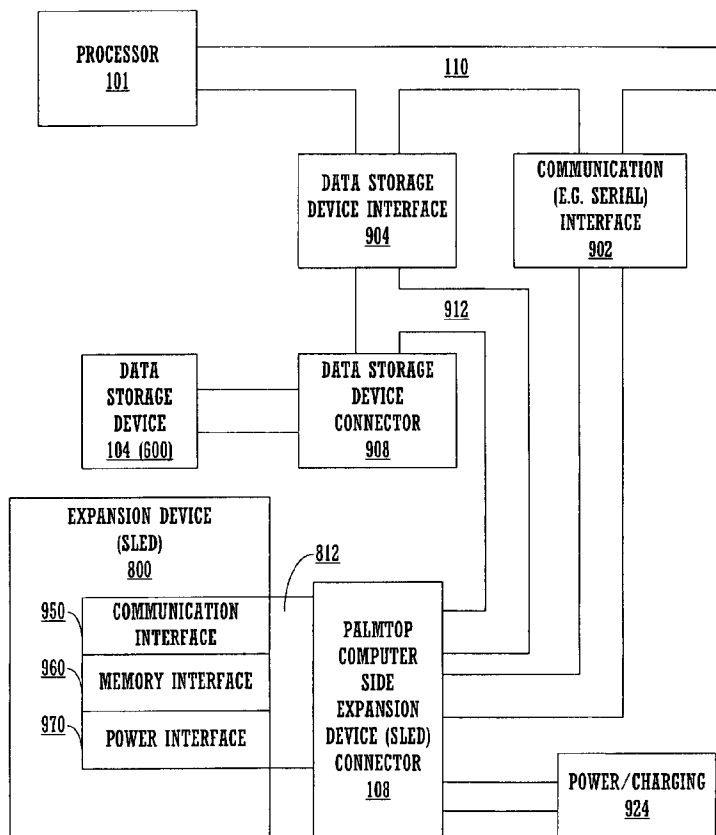 PROCESSOR
101
110
DATA STORAGE
DEVICE INTERFACE
904
COMMUNICATION
(E.G. SERIAL)
INTERFACE
902
912
DATA
STORAGE
DEVICE
104 (600)
DATA STORAGE
DEVICE
CONNECTOR
908
EXPANSION DEVICE
(SLED)
800
812
950
COMMUNICATION
INTERFACE
960
MEMORY INTERFACE
970
POWER INTERFACE
PALMTOP
COMPUTER
SIDE
EXPANSION
DEVICE (SLED)
CONNECTOR
108
POWER/CHARGING
924